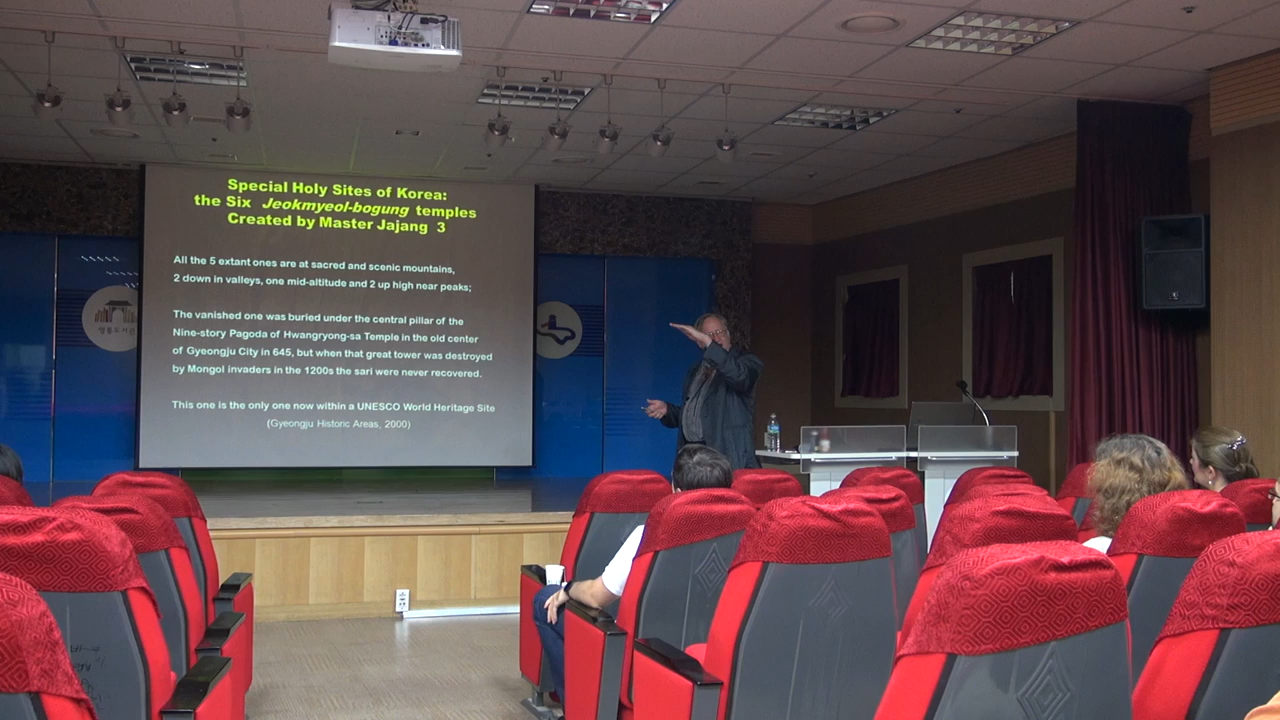 Special Holy Sites of Korea:
the Six Jeokmyeol-bogung temples
Created by Master Jajang 3
All the 5 extant ones are at sacred and scenic mountains,
2 down in valleys, one mid-altitude and 2 up high near peaks;
The vanished one was buried under the central pillar of the
Nine-story Pagoda of Hwangryong-sa Temple in the old center
of Gyeongju City in 645, but when that great tower was destroyed
by Mongol invaders in the 1200s the sari were never recovered.
This one is the only one now within a UNESCO World Heritage Site
(Gyeongju Historic Areas, 2000)